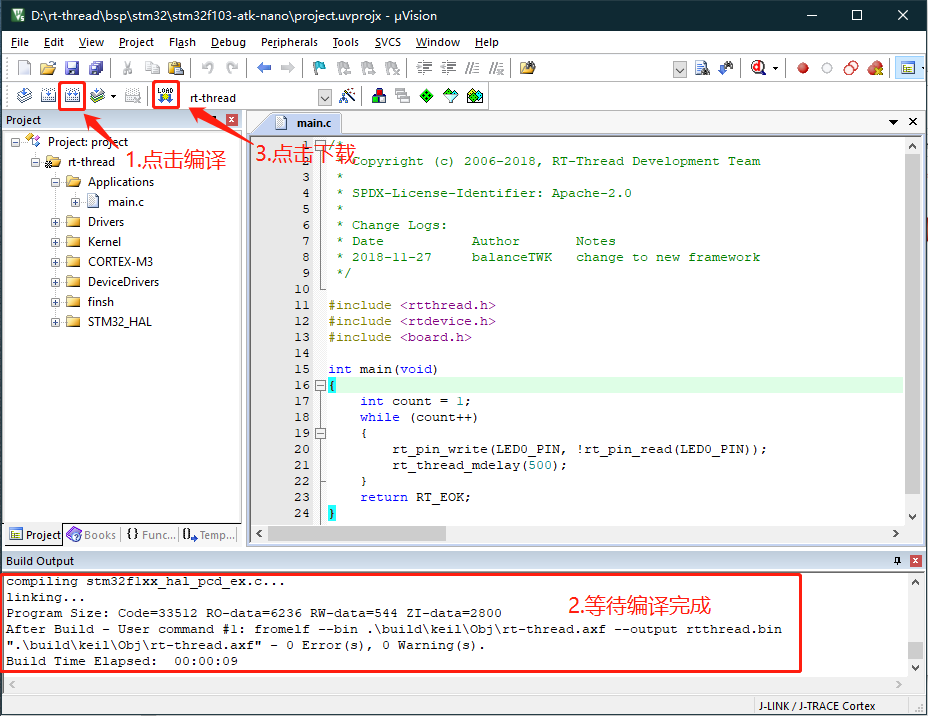 D:\rt-thread\bsp\stm32\stm32f103-atk-nano\project.uvprojx - µVision
File Edit View Project Flash Debug Peripherals Tools SVCS Window Help
LOAD
rt-thread
Project
main.c
1.点击编译
3.点击下载
Project: project
rt-thread
Applications
main.c
Drivers
Kernel
CORTEX-M3
DeviceDrivers
finsh
STM32_HAL
1 /*
Copyright (c) 2006-2018, RT-Thread Development Team
3 *
4 * SPDX-License-Identifier: Apache-2.0
5 *
6 * Change Logs:
7 * Date Author Notes
8 * 2018-11-27 balanceTWK change to new framework
9 */
10
11 #include <rtthread.h>
12 #include <rtdevice.h>
13 #include <board.h>
14
15 int main(void)
16 {
17 int count = 1;
18 while (count++)
19 {
20 rt_pin_write(LED0_PIN, !rt_pin_read(LED0_PIN));
21 rt_thread_mdelay(500);
22 }
23 return RT_EOK;
24 }
Project Books {} Func... Temp...
Build Output
compiling stm32f1xx_hal_pcd_ex.c...
linking...
Program Size: Code=33512 RO-data=6236 RW-data=544 ZI-data=2800
2.等待编译完成
After Build - User command #1: fromelf --bin .\build\keil\Obj\rt-thread.axf --output rtthread.bin
".\build\keil\Obj\rt-thread.axf" - 0 Error(s), 0 Warning(s).
Build Time Elapsed: 00:00:09
J-LINK / J-TRACE Cortex